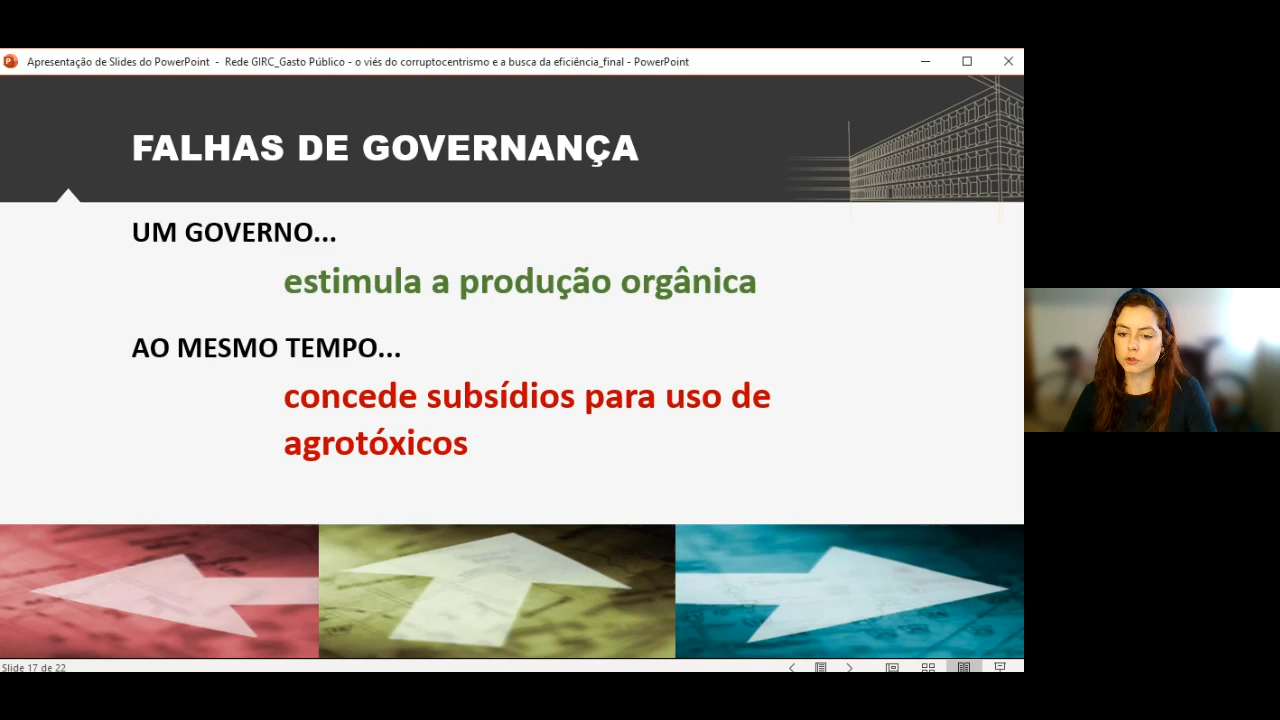 Apresentação de Slides do PowerPoint - Rede GIRC_Gasto Público - o viés do corruptocentrismo e a busca da eficiência_final - PowerPoint
FALHAS DE GOVERNANÇA
UM GOVERNO...
estimula a produção orgânica
AO MESMO TEMPO...
concede subsídios para uso de
agrotóxicos
Slide 17 de 22